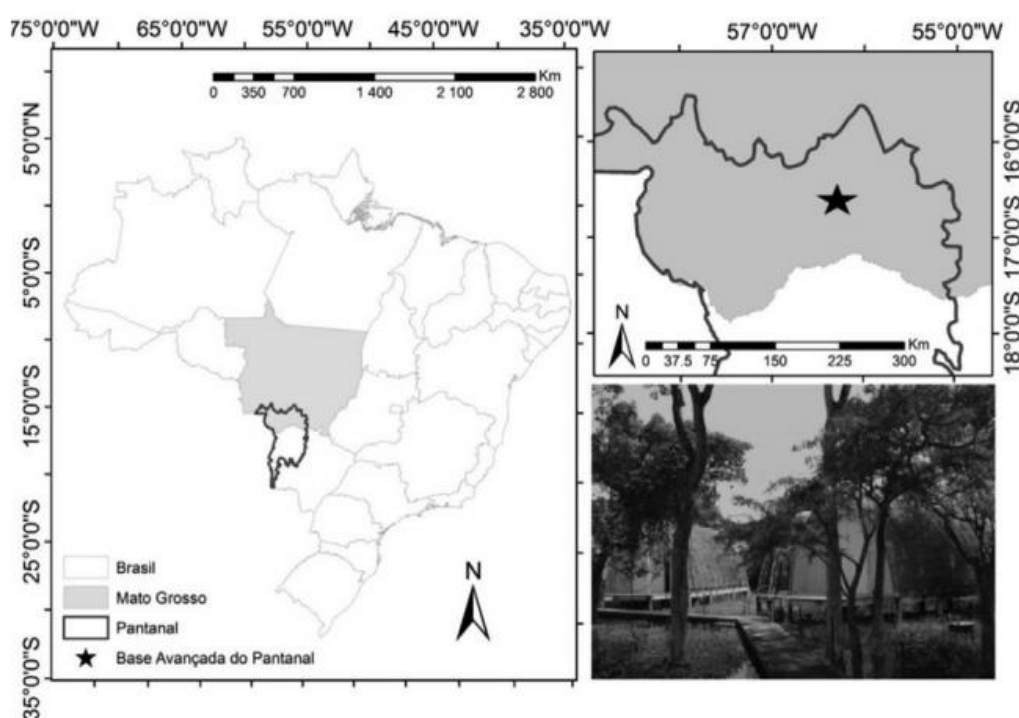 75°0'0"W 65°0'0"W 55°0'0"W 45°0'0"W 35°0'0"W
Km
0 350 700 1 400 2 100 2 800
5°0'0"N
5°0'0"S
15°0'0"S
25°0'0"S
35°0'0"S
N
Brasil
Mato Grosso
Pantanal
Base Avançada do Pantanal
57°0'0"W 55°0'0"W
16°0'0"S
17°0'0"S
18°0'0"S
N
Km
0 37.5 75 150 225 300